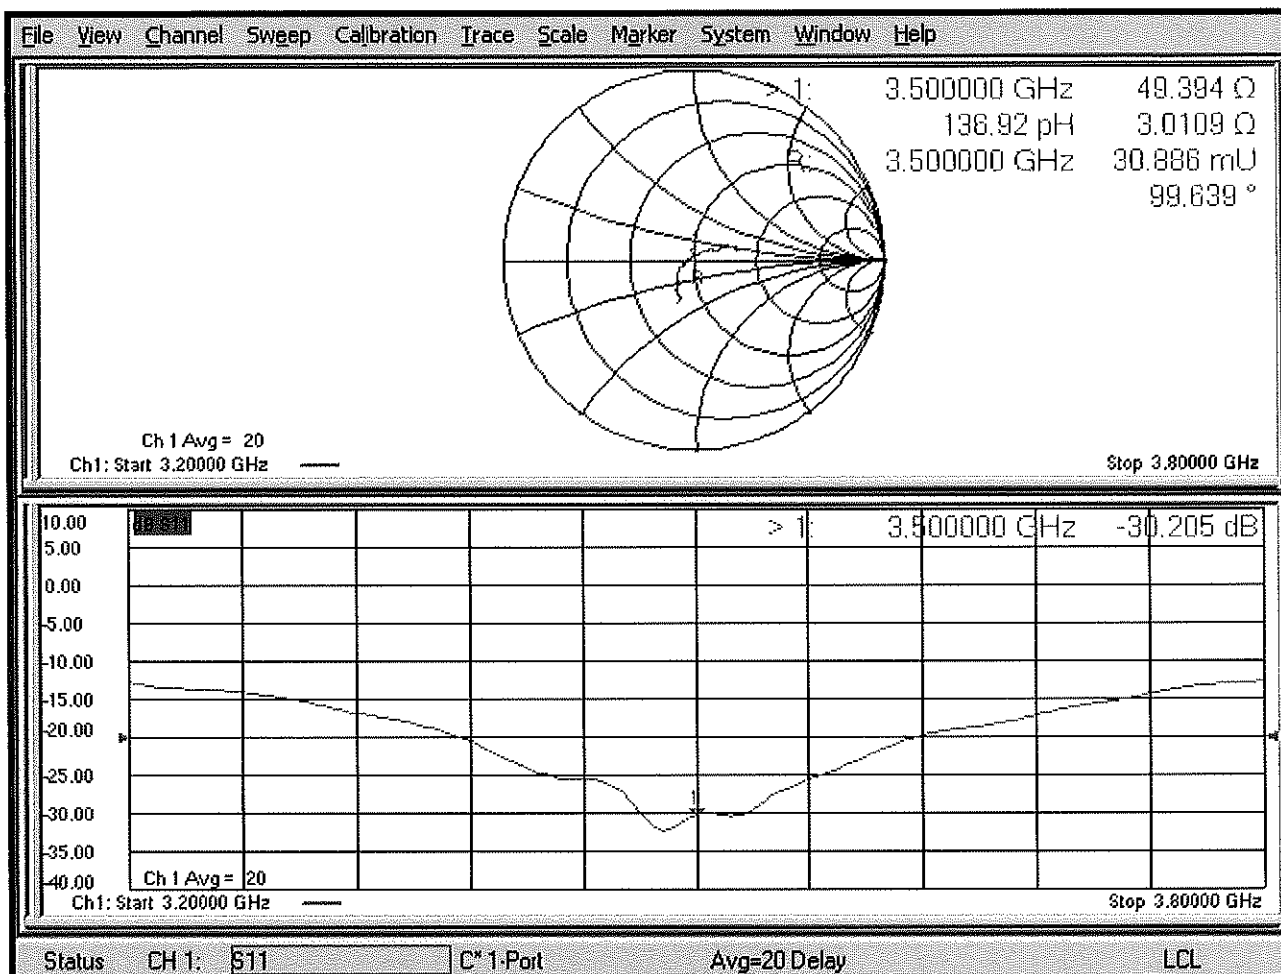 File View Channel Sweep Calibration Trace Scale Marker System Window Help
> 1: 3.500000 GHz 49.394 Ω
136.92 pH 3.0109 Ω
3.500000 GHz 30.886 mU
99.639 °
Ch 1 Avg = 20
Ch1: Start 3.20000 GHz Stop 3.80000 GHz
10.00 dB S11 > 1: 3.500000 GHz -30.205 dB
5.00
0.00
-5.00
-10.00
-15.00
-20.00
-25.00
-30.00
-35.00
-40.00
Ch 1 Avg = 20
Ch1: Start 3.20000 GHz Stop 3.80000 GHz
Status CH 1: S11 C* 1-Port Avg=20 Delay LCL